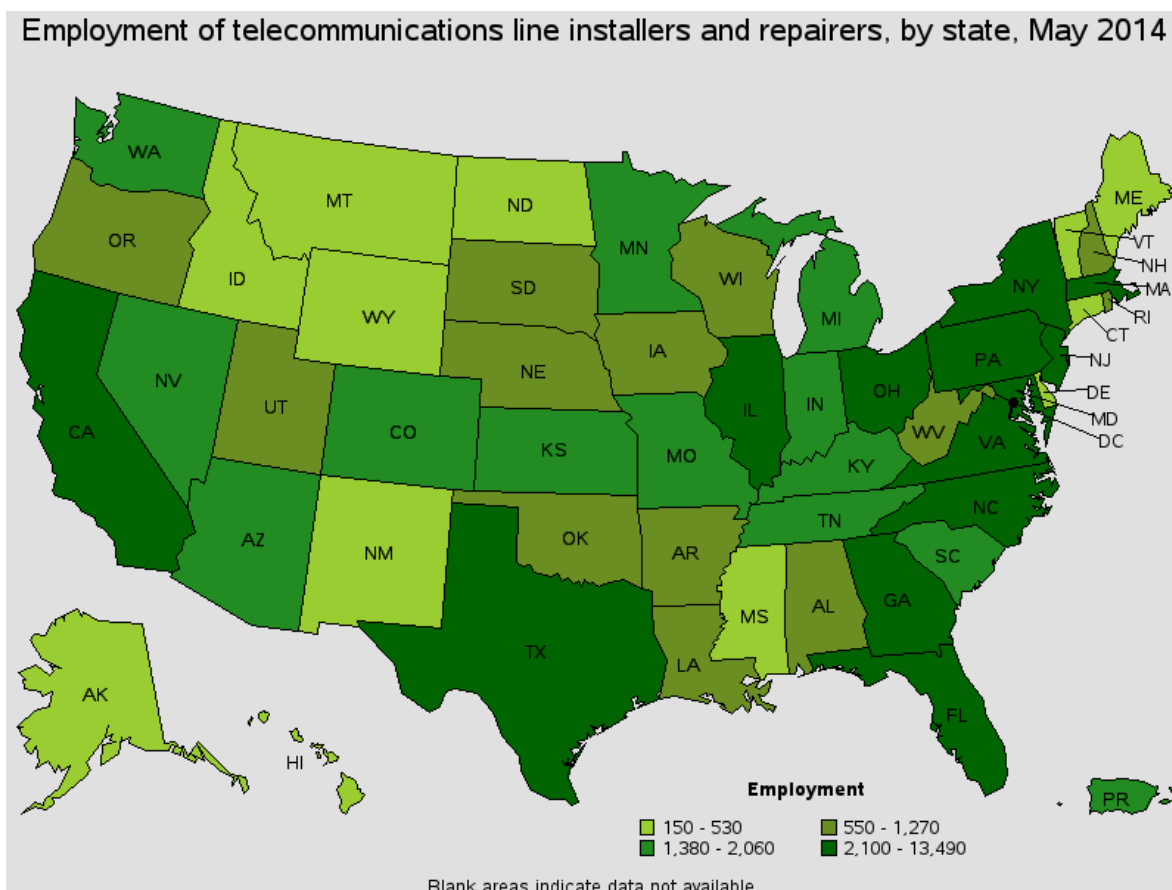 Employment of telecommunications line installers and repairers, by state, May 2014
WA
MT
ND
MN
ME
VT
NH
MA
RI
CT
OR
ID
SD
WI
NY
MI
WY
IA
PA
NJ
NE
OH
DE
NV
UT
IL
IN
MD
CA
CO
WV
DC
VA
KS
MO
KY
NC
AZ
NM
OK
TN
AR
SC
MS
AL
GA
TX
LA
AK
FL
HI
PR
Employment
150 - 530
550 - 1,270
1,380 - 2,060
2,100 - 13,490
Blank areas indicate data not available